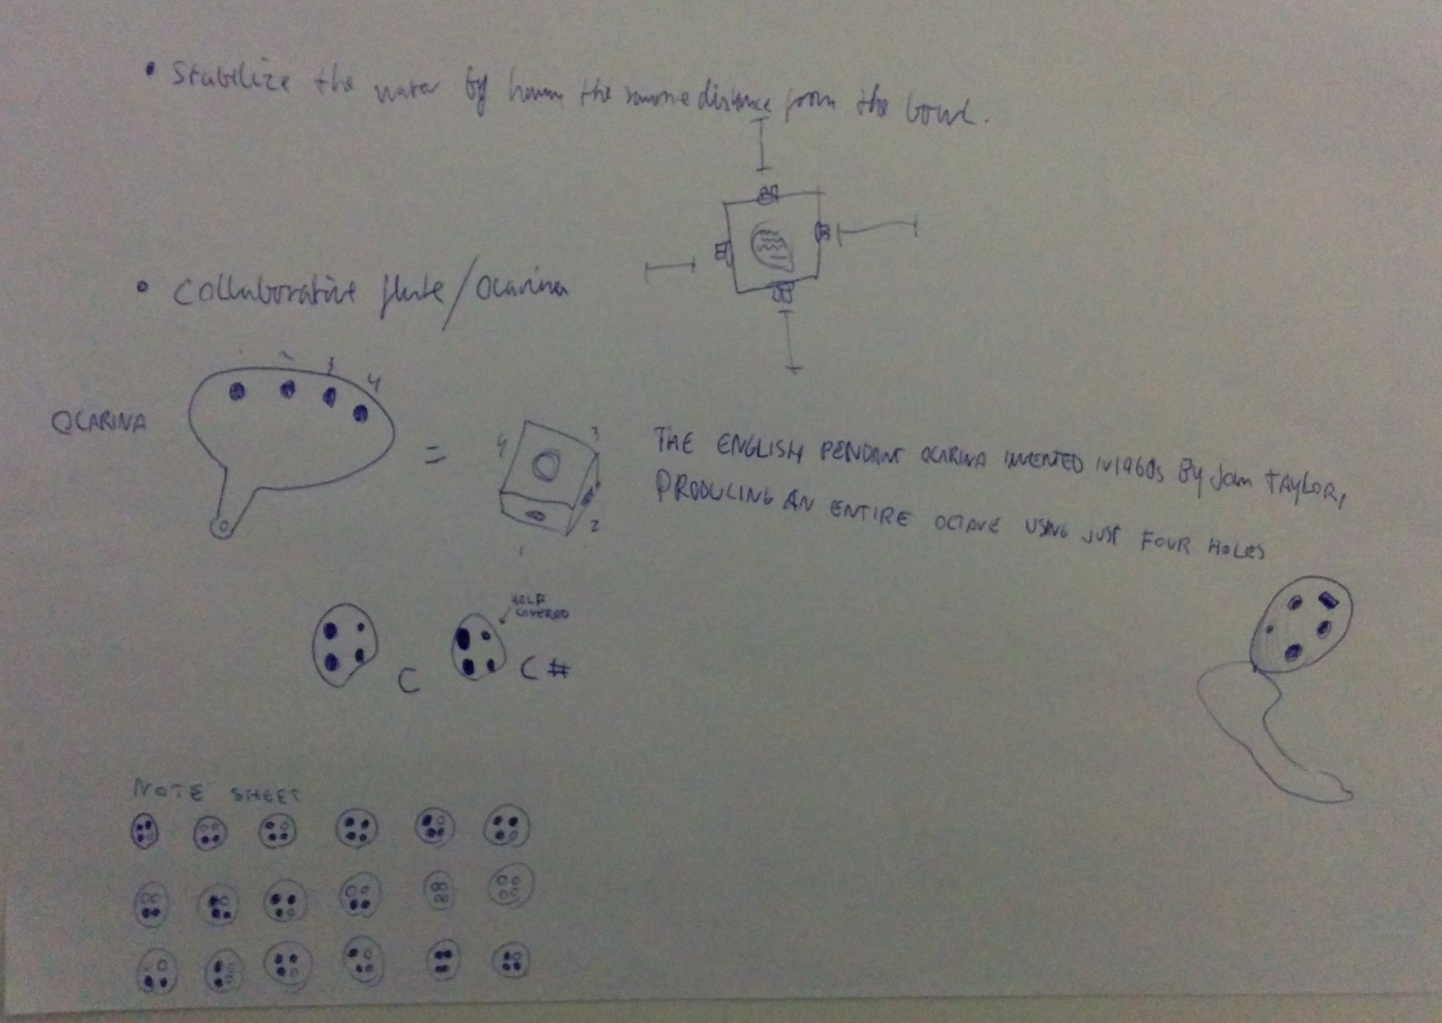 • Stabilize the water by having the same distance from the bowl.
• Collaborative flute/Ocarina
2 3 4
OCARINA
=
4 3
2
1
THE ENGLISH PENDANT OCARINA INVENTED IN 1960s By John TAYLOR,
PRODUCING AN ENTIRE OCTAVE USING JUST FOUR HOLES
HALF
COVERED
C C#
NOTE SHEET